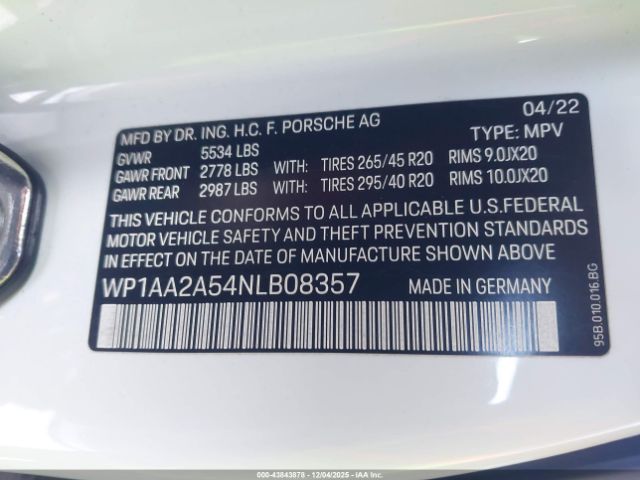 MFD BY DR. ING. H.C. F. PORSCHE AG 04/22
GVWR 5534 LBS TYPE: MPV
GAWR FRONT 2778 LBS WITH: TIRES 265/45 R20 RIMS 9.0JX20
GAWR REAR 2987 LBS WITH: TIRES 295/40 R20 RIMS 10.0JX20
THIS VEHICLE CONFORMS TO ALL APPLICABLE U.S.FEDERAL
MOTOR VEHICLE SAFETY AND THEFT PREVENTION STANDARDS
IN EFFECT ON THE DATE OF MANUFACTURE SHOWN ABOVE
WP1AA2A54NLB08357 MADE IN GERMANY
95B.010.016.BG
000-43843878 - 12/04/2025 - IAA Inc.